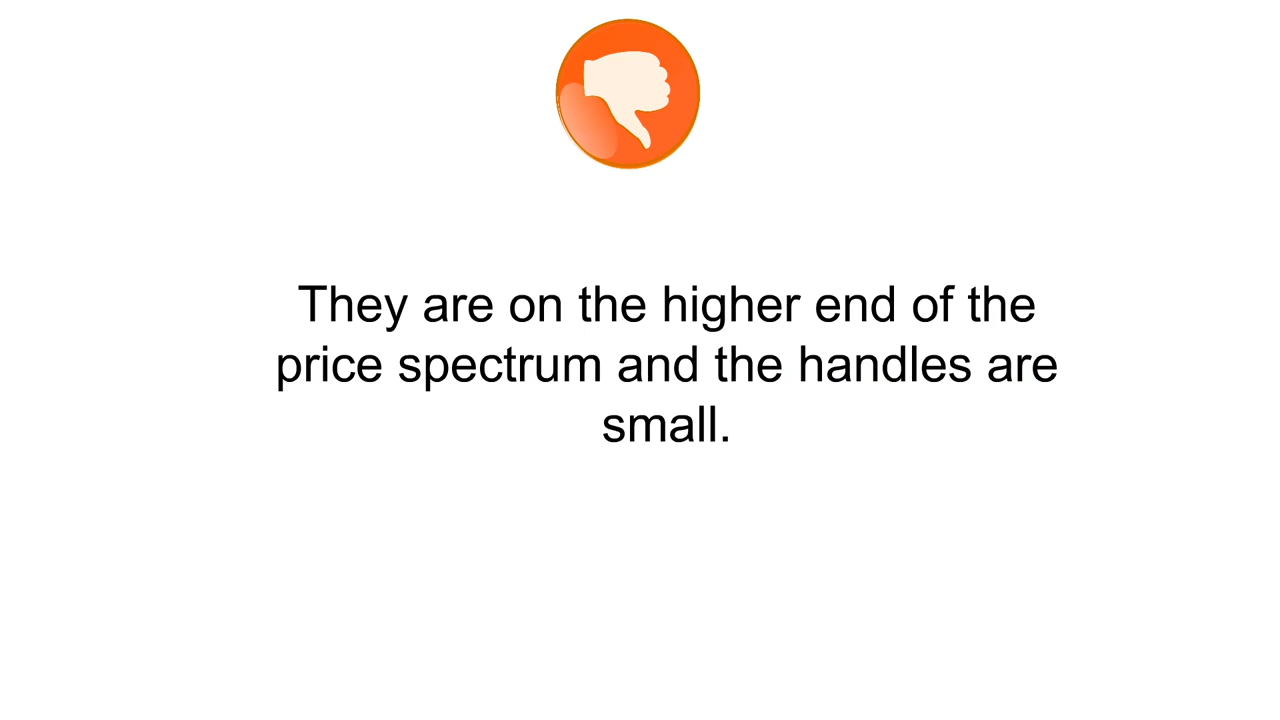 They are on the higher end of the
price spectrum and the handles are
small.